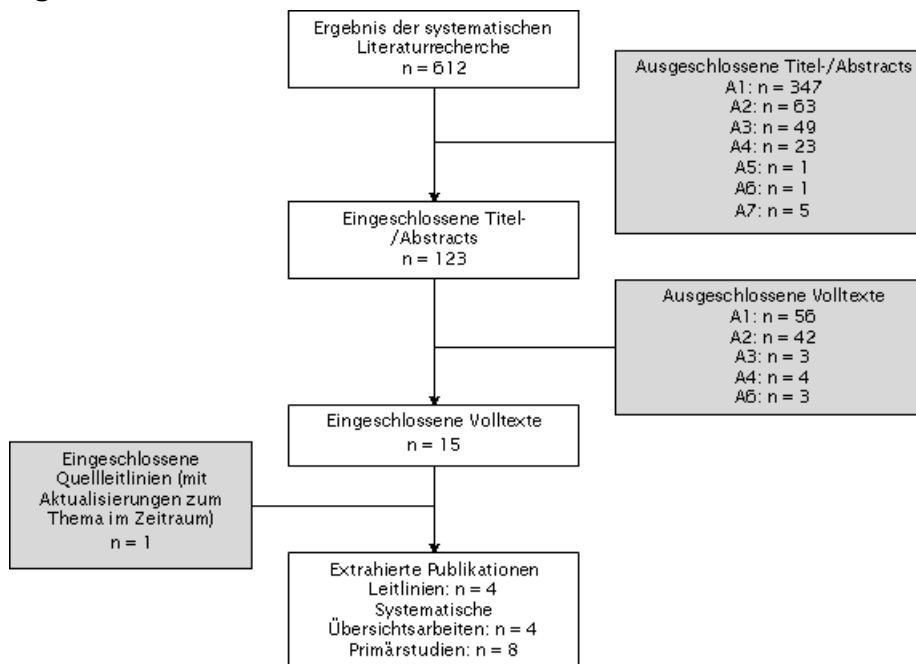 Ergebnis der systematischen
Literaturrecherche
n = 612
Ausgeschlossene Titel-/Abstracts
A1: n = 347
A2: n = 63
A3: n = 49
A4: n = 23
A5: n = 1
A6: n = 1
A7: n = 5
Eingeschlossene Titel-
/Abstracts
n = 123
Ausgeschlossene Volltexte
A1: n = 56
A2: n = 42
A3: n = 3
A4: n = 4
A6: n = 3
Eingeschlossene Volltexte
n = 15
Eingeschlossene
Quellleitlinien (mit
Aktualisierungen zum
Thema im Zeitraum)
n = 1
Extrahierte Publikationen
Leitlinien: n = 4
Systematische
Übersichtsarbeiten: n = 4
Primärstudien: n = 8